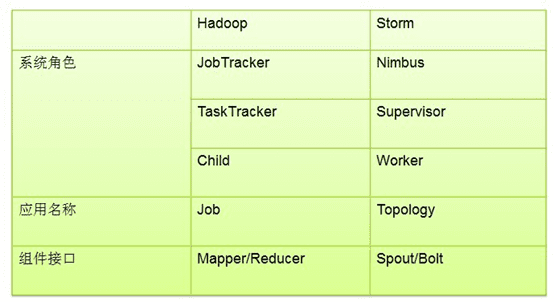 Hadoop Storm
系统角色 JobTracker Nimbus
TaskTracker Supervisor
Child Worker
应用名称 Job Topology
组件接口 Mapper/Reducer Spout/Bolt